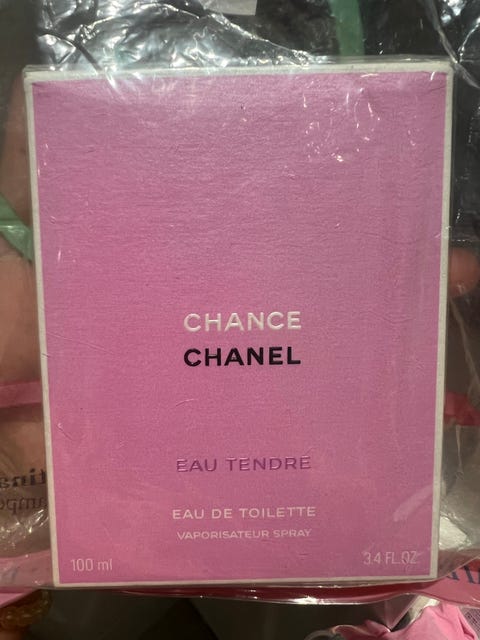 CHANCE
CHANEL
EAU TENDRE
EAU DE TOILETTE
VAPORISATEUR SPRAY
100 ml
3.4 FL.OZ.